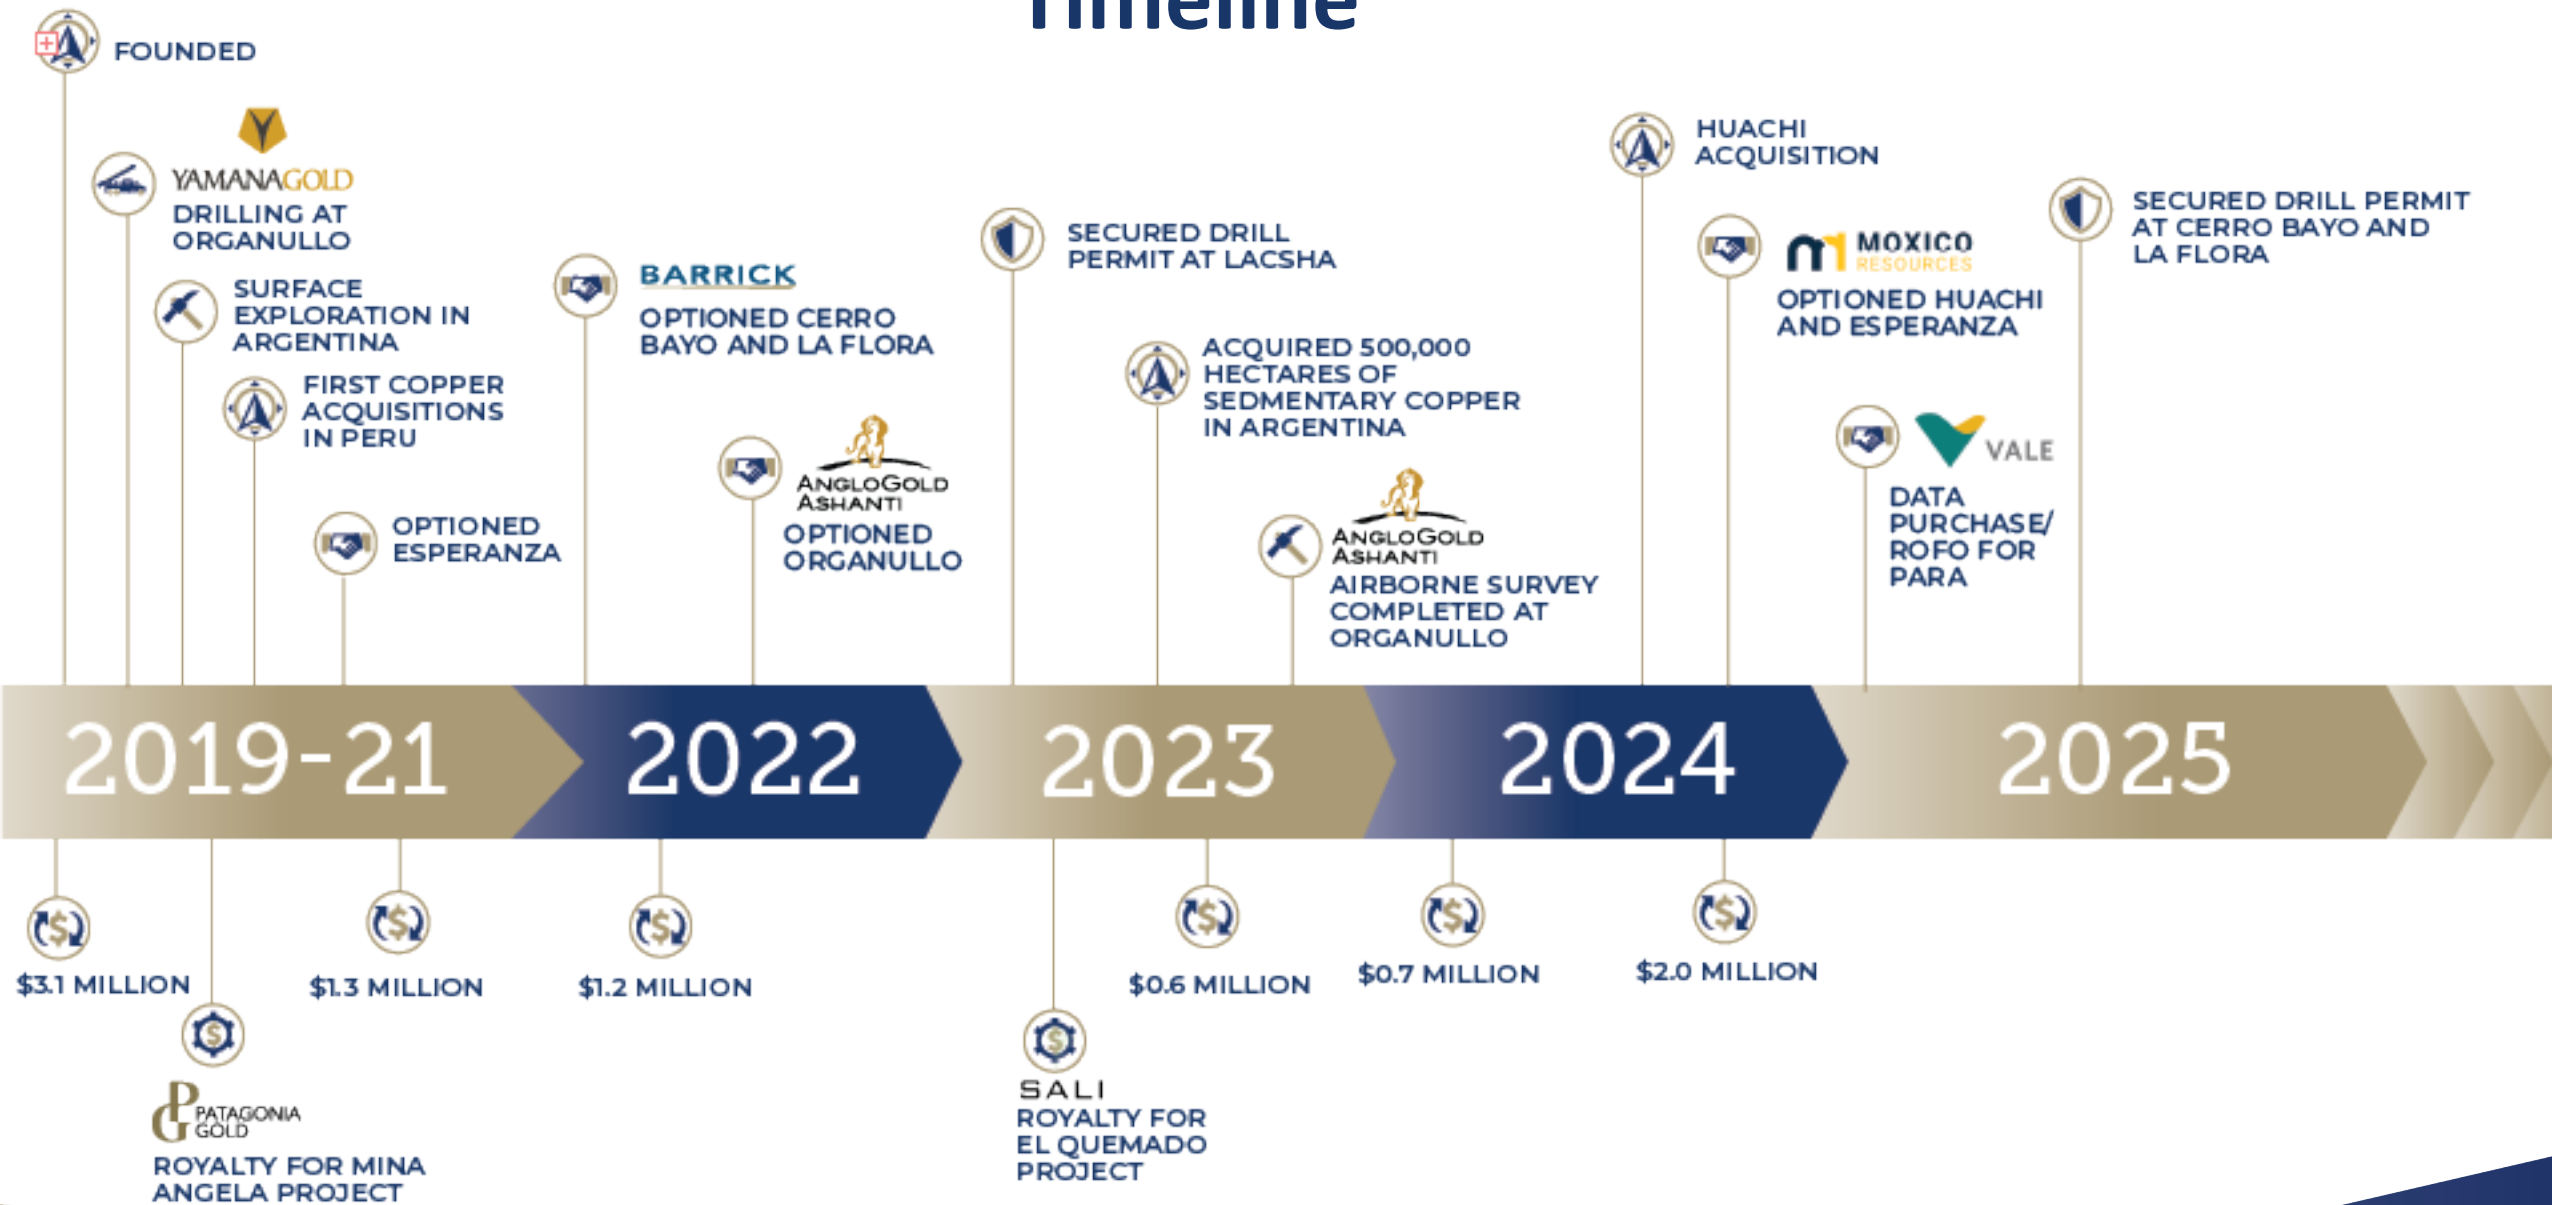 Timeline
FOUNDED
YAMANAGOLD
DRILLING AT
ORGANULLO
SURFACE
EXPLORATION IN
ARGENTINA
FIRST COPPER
ACQUISITIONS
IN PERU
OPTIONED
ESPERANZA
BARRICK
OPTIONED CERRO
BAYO AND LA FLORA
ANGLOGOLD
ASHANTI
OPTIONED
ORGANULLO
SECURED DRILL
PERMIT AT LACSHA
ACQUIRED 500,000
HECTARES OF
SEDMENTARY COPPER
IN ARGENTINA
ANGLOGOLD
ASHANTI
AIRBORNE SURVEY
COMPLETED AT
ORGANULLO
HUACHI
ACQUISITION
MOXICO
RESOURCES
OPTIONED HUACHI
AND ESPERANZA
VALE
DATA
PURCHASE/
ROFO FOR
PARA
SECURED DRILL PERMIT
AT CERRO BAYO AND
LA FLORA
2019-21
2022
2023
2024
2025
$3.1 MILLION
PATAGONIA
GOLD
ROYALTY FOR MINA
ANGELA PROJECT
$1.3 MILLION
$1.2 MILLION
SALI
ROYALTY FOR
EL QUEMADO
PROJECT
$0.6 MILLION
$0.7 MILLION
$2.0 MILLION